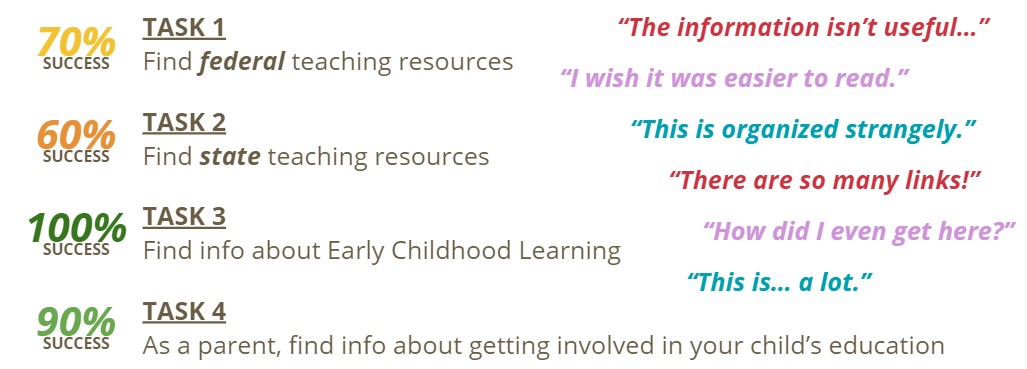 70%
SUCCESS
TASK 1
Find federal teaching resources
60%
SUCCESS
TASK 2
Find state teaching resources
100%
SUCCESS
TASK 3
Find info about Early Childhood Learning
90%
SUCCESS
TASK 4
As a parent, find info about getting involved in your child’s education
“The information isn’t useful...”
“I wish it was easier to read.”
“This is organized strangely.”
“There are so many links!”
“How did I even get here?”
“This is... a lot.”